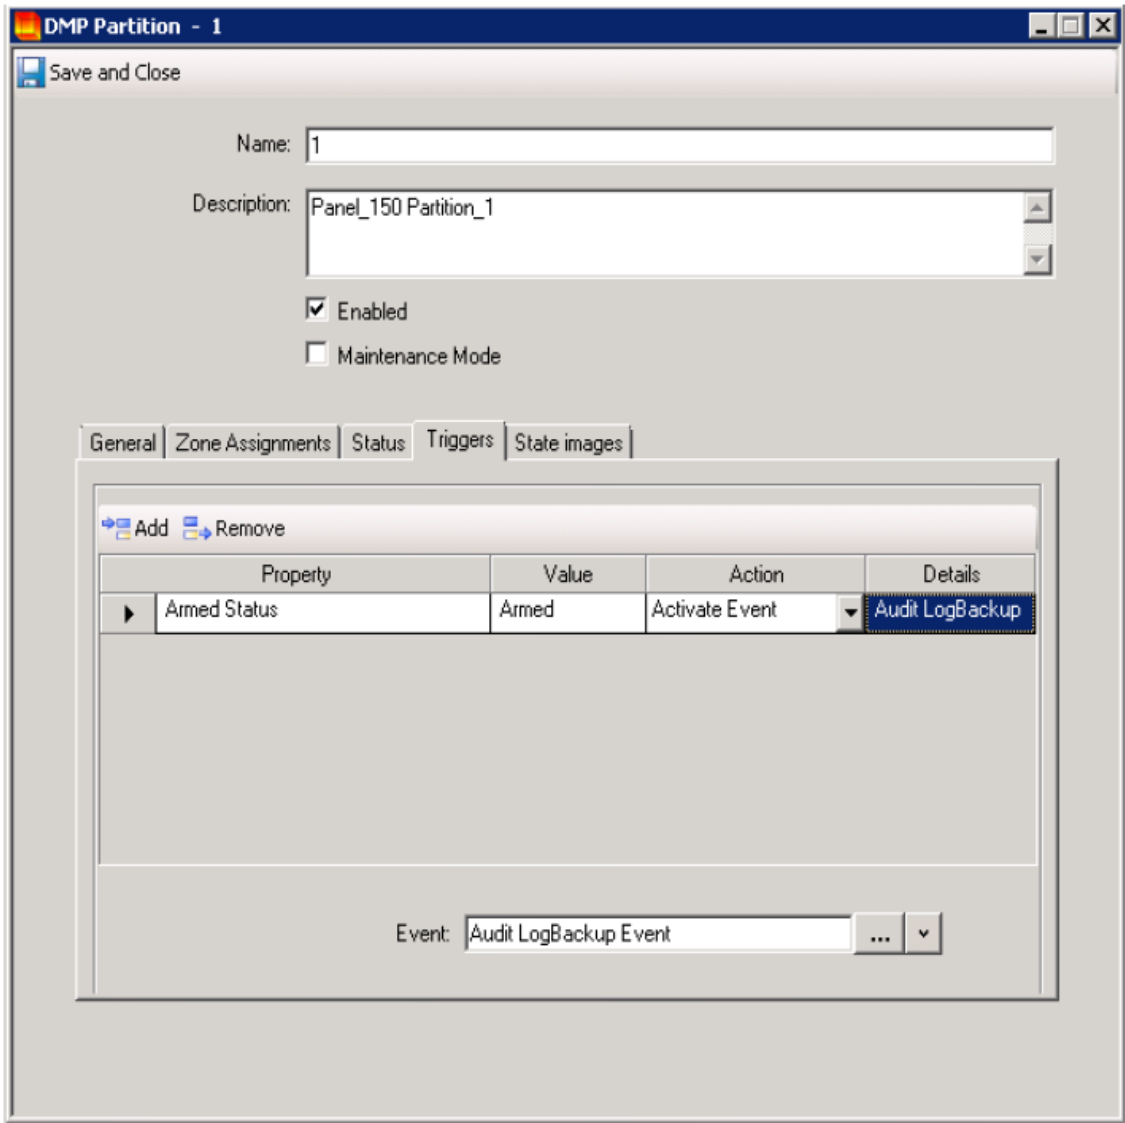 DMP Partition - 1
Save and Close
Name: 1
Description: Panel_150 Partition_1
Enabled
Maintenance Mode
General Zone Assignments Status Triggers State images
Add Remove
Property Value Action Details
Armed Status Armed Activate Event Audit LogBackup
Event: Audit LogBackup Event ...